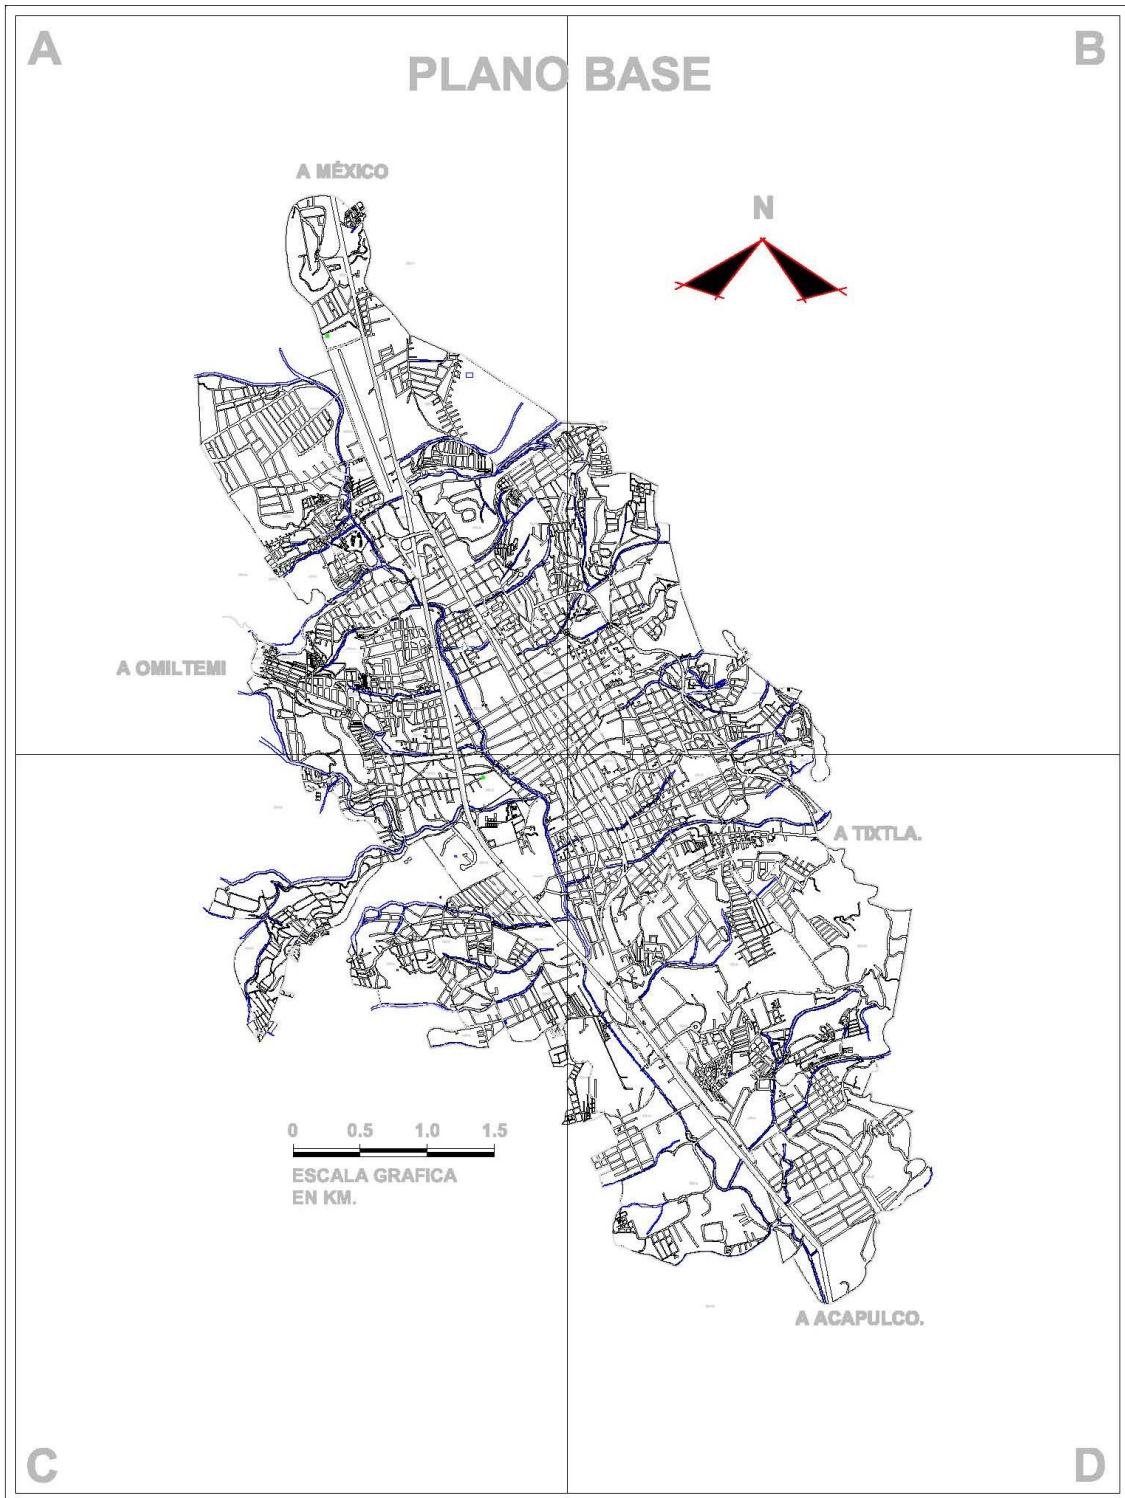 A
B
PLANO BASE
A MÉXICO
N
A OMILTEMI
A TIXTLA.
0 0.5 1.0 1.5
ESCALA GRAFICA
EN KM.
A ACAPULCO.
C
D